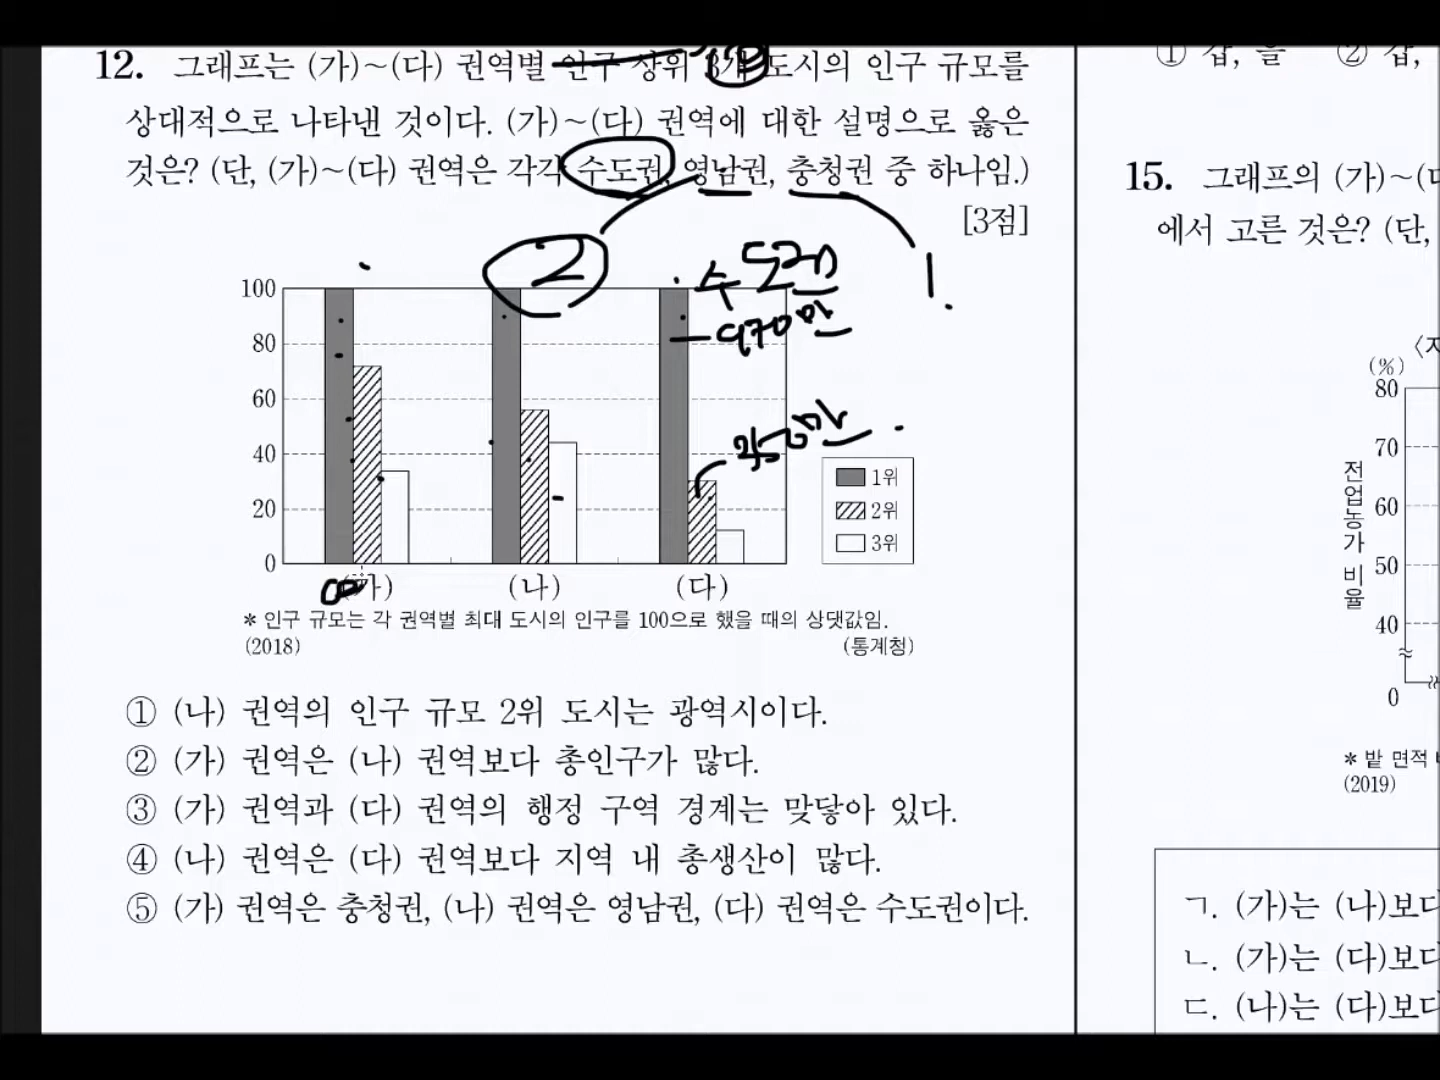 12. 그래프는 (가)~(다) 권역별 인구 상위 3개 도시의 인구 규모를
상대적으로 나타낸 것이다. (가)~(다) 권역에 대한 설명으로 옳은
것은? (단, (가)~(다) 권역은 각각 수도권, 영남권, 충청권 중 하나임.)
[3점]
2
수도권
1.
970만
100
80
60
40
20
0
1위
2위
3위
(가)
(나)
(다)
* 인구 규모는 각 권역별 최대 도시의 인구를 100으로 했을 때의 상댓값임.
(2018) (통계청)
① (나) 권역의 인구 규모 2위 도시는 광역시이다.
② (가) 권역은 (나) 권역보다 총인구가 많다.
③ (가) 권역과 (다) 권역의 행정 구역 경계는 맞닿아 있다.
④ (나) 권역은 (다) 권역보다 지역 내 총생산이 많다.
⑤ (가) 권역은 충청권, (나) 권역은 영남권, (다) 권역은 수도권이다.
① 갑, 을 ② 갑,
15. 그래프의 (가)~(
에서 고른 것은? (단,
(%)
80
70
60
50
40
0
전업농가 비율
* 밭 면적
(2019)
ㄱ. (가)는 (나)보다
ㄴ. (가)는 (다)보다
ㄷ. (나)는 (다)보다